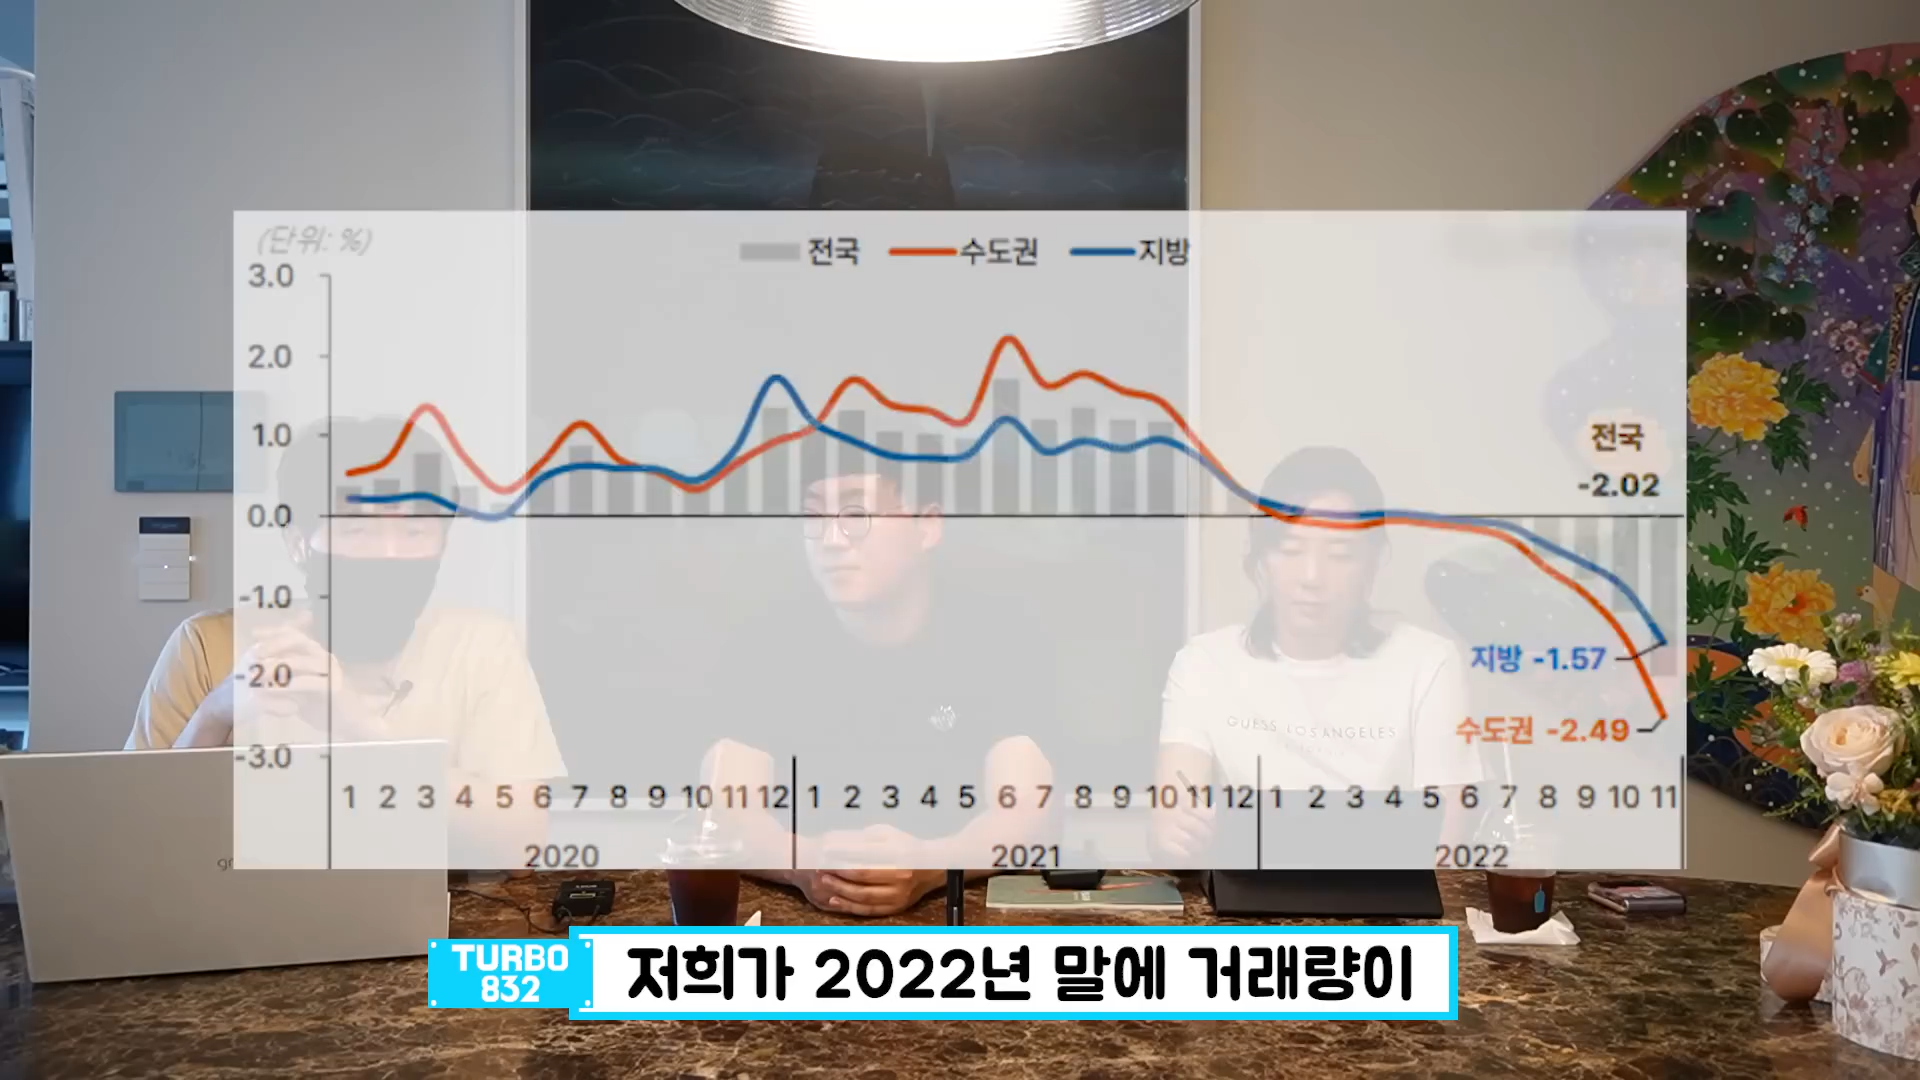 (단위: %)
전국 수도권 지방
3.0
2.0
1.0
0.0
-1.0
-2.0
-3.0
전국
-2.02
지방 -1.57
수도권 -2.49
GUESS LOS ANGELES
1 2 3 4 5 6 7 8 9 10 11 12 1 2 3 4 5 6 7 8 9 10 11 12 1 2 3 4 5 6 7 8 9 10 11
2020 2021 2022
TURBO
832
저희가 2022년 말에 거래량이